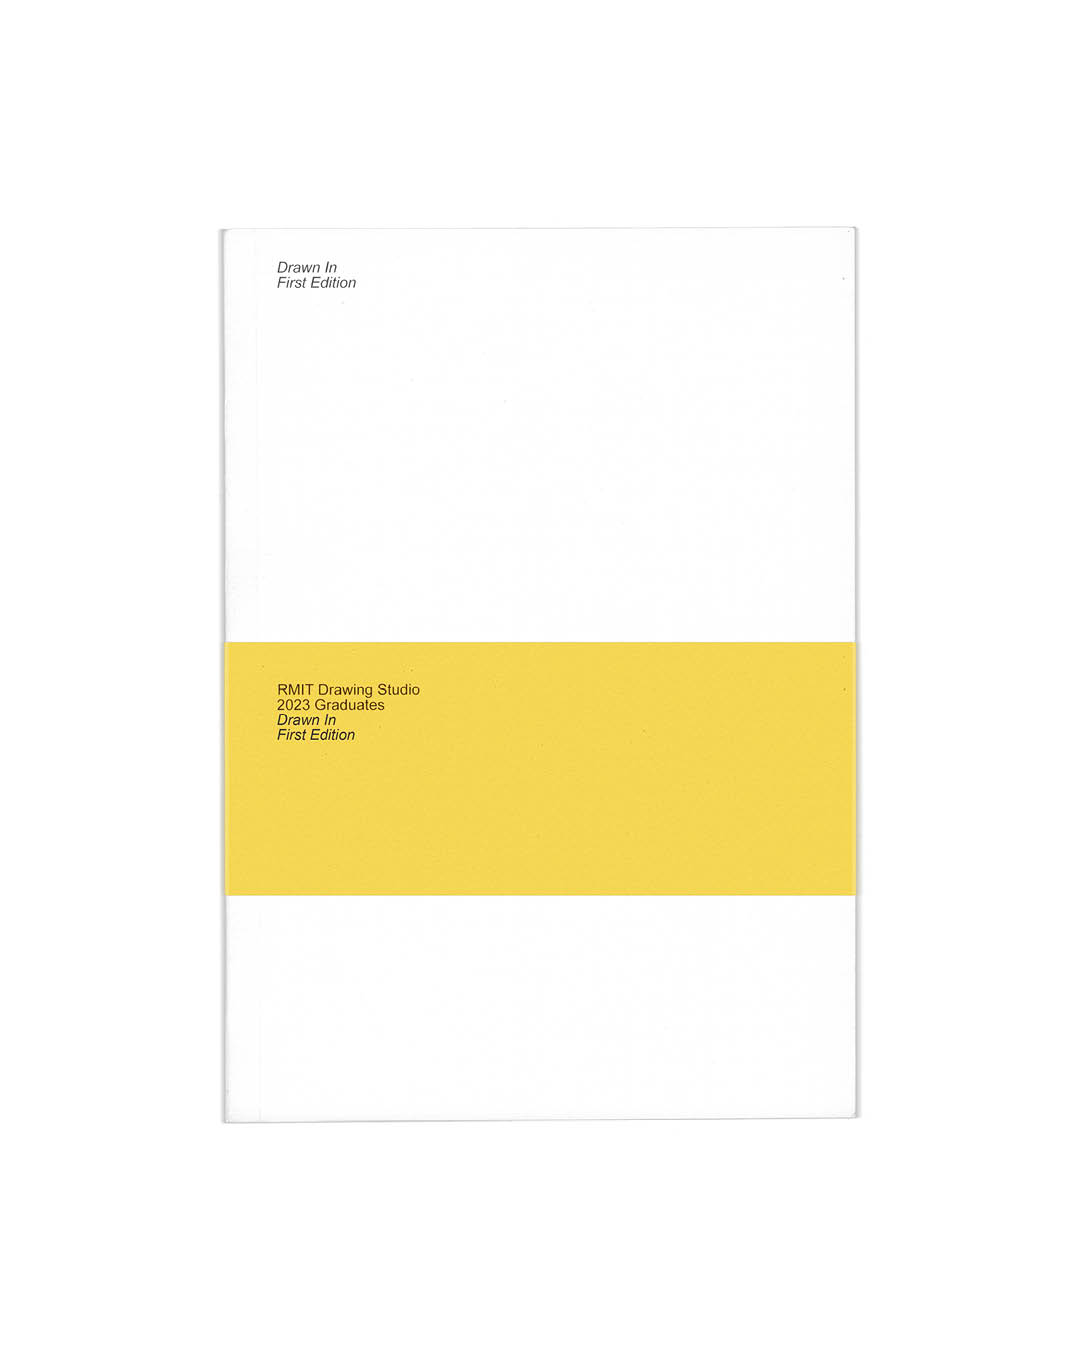 Drawn In
First Edition
RMIT Drawing Studio
2023 Graduates
Drawn In
First Edition